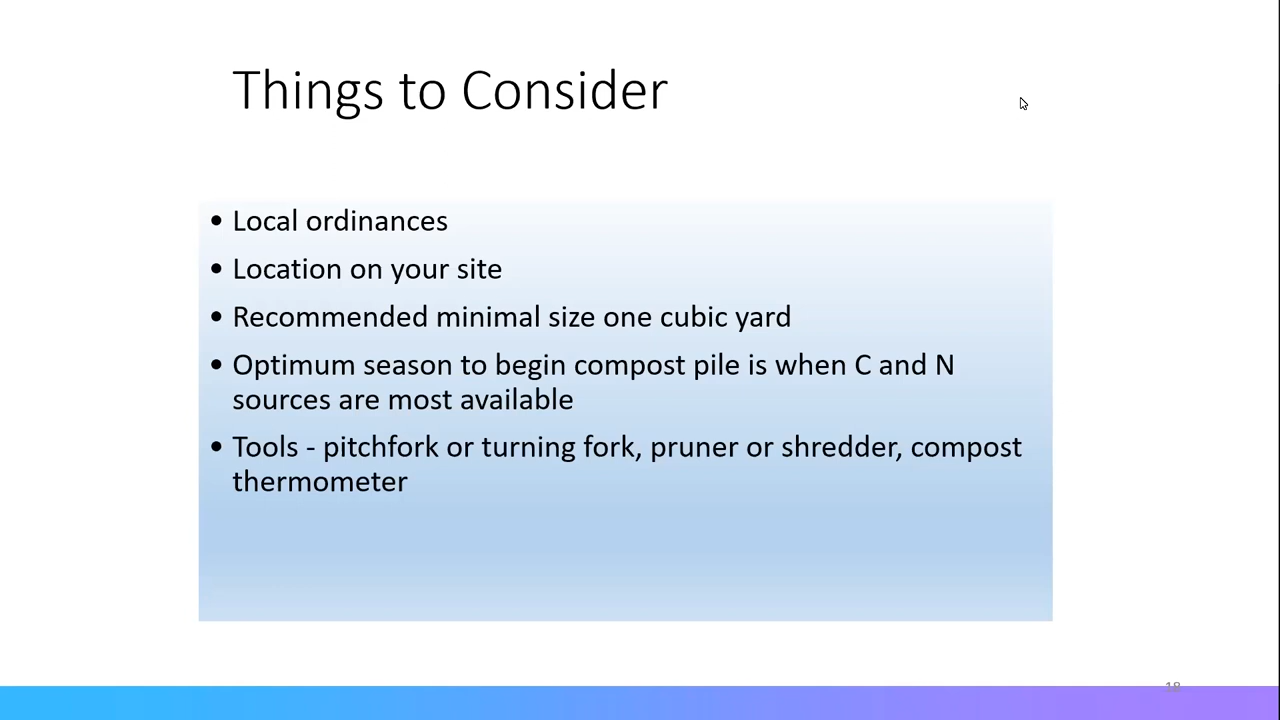 Things to Consider
• Local ordinances
• Location on your site
• Recommended minimal size one cubic yard
• Optimum season to begin compost pile is when C and N
sources are most available
• Tools - pitchfork or turning fork, pruner or shredder, compost
thermometer
18